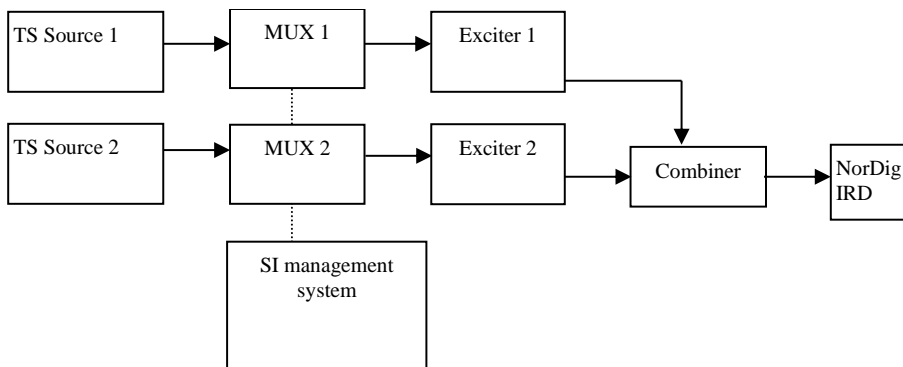 TS Source 1
MUX 1
Exciter 1
TS Source 2
MUX 2
Exciter 2
Combiner
NorDig
IRD
SI management
system